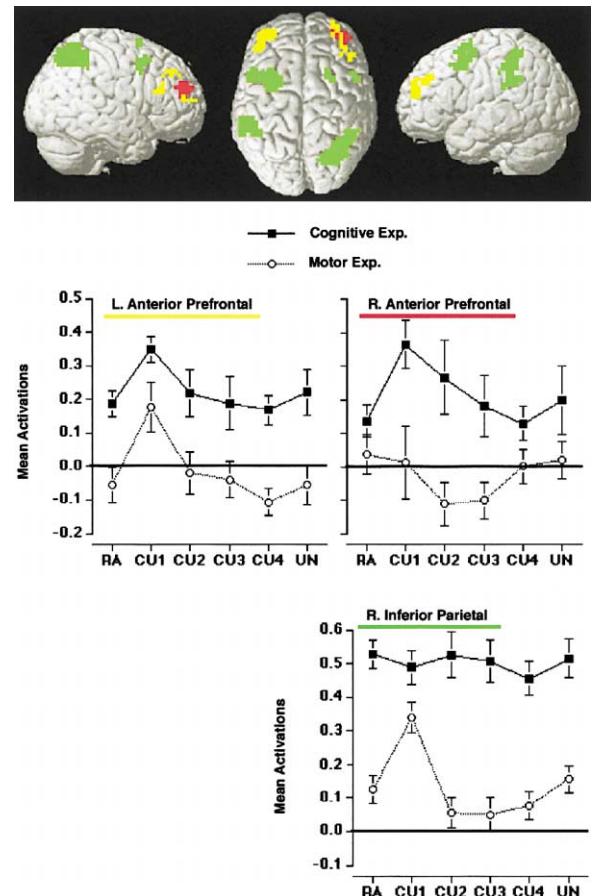 Cognitive Exp.
Motor Exp.
L. Anterior Prefrontal
R. Anterior Prefrontal
Mean Activations
0.5
0.4
0.3
0.2
0.1
0.0
-0.1
-0.2
RA CU1 CU2 CU3 CU4 UN
RA CU1 CU2 CU3 CU4 UN
R. Inferior Parietal
Mean Activations
0.6
0.5
0.4
0.3
0.2
0.1
0.0
-0.1
RA CU1 CU2 CU3 CU4 UN